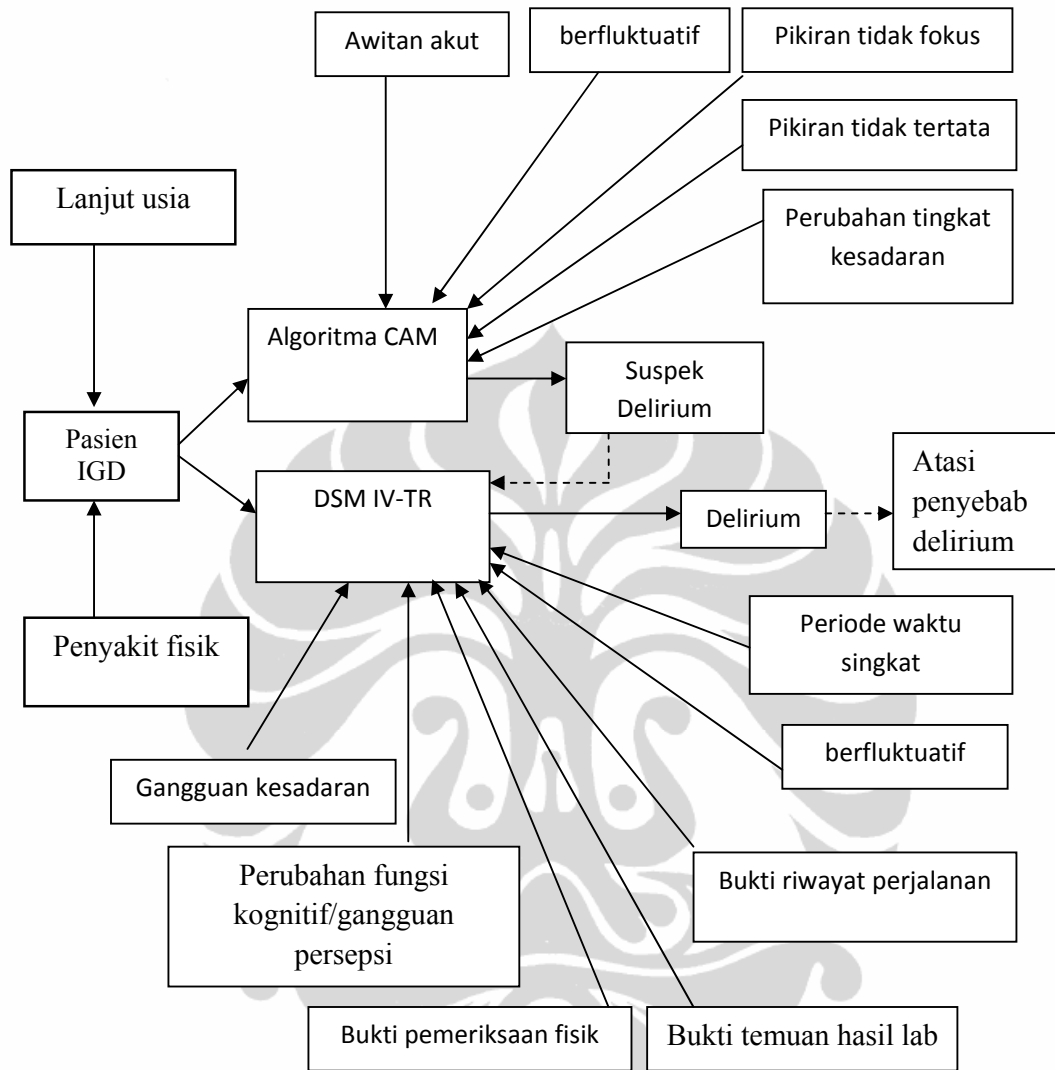 Awitan akut
berfluktuatif
Pikiran tidak fokus
Pikiran tidak tertata
Lanjut usia
Perubahan tingkat
kesadaran
Algoritma CAM
Suspek
Delirium
Pasien
IGD
DSM IV-TR
Delirium
Atasi
penyebab
delirium
Penyakit fisik
Periode waktu
singkat
berfluktuatif
Gangguan kesadaran
Perubahan fungsi
kognitif/gangguan
persepsi
Bukti riwayat perjalanan
Bukti pemeriksaan fisik
Bukti temuan hasil lab